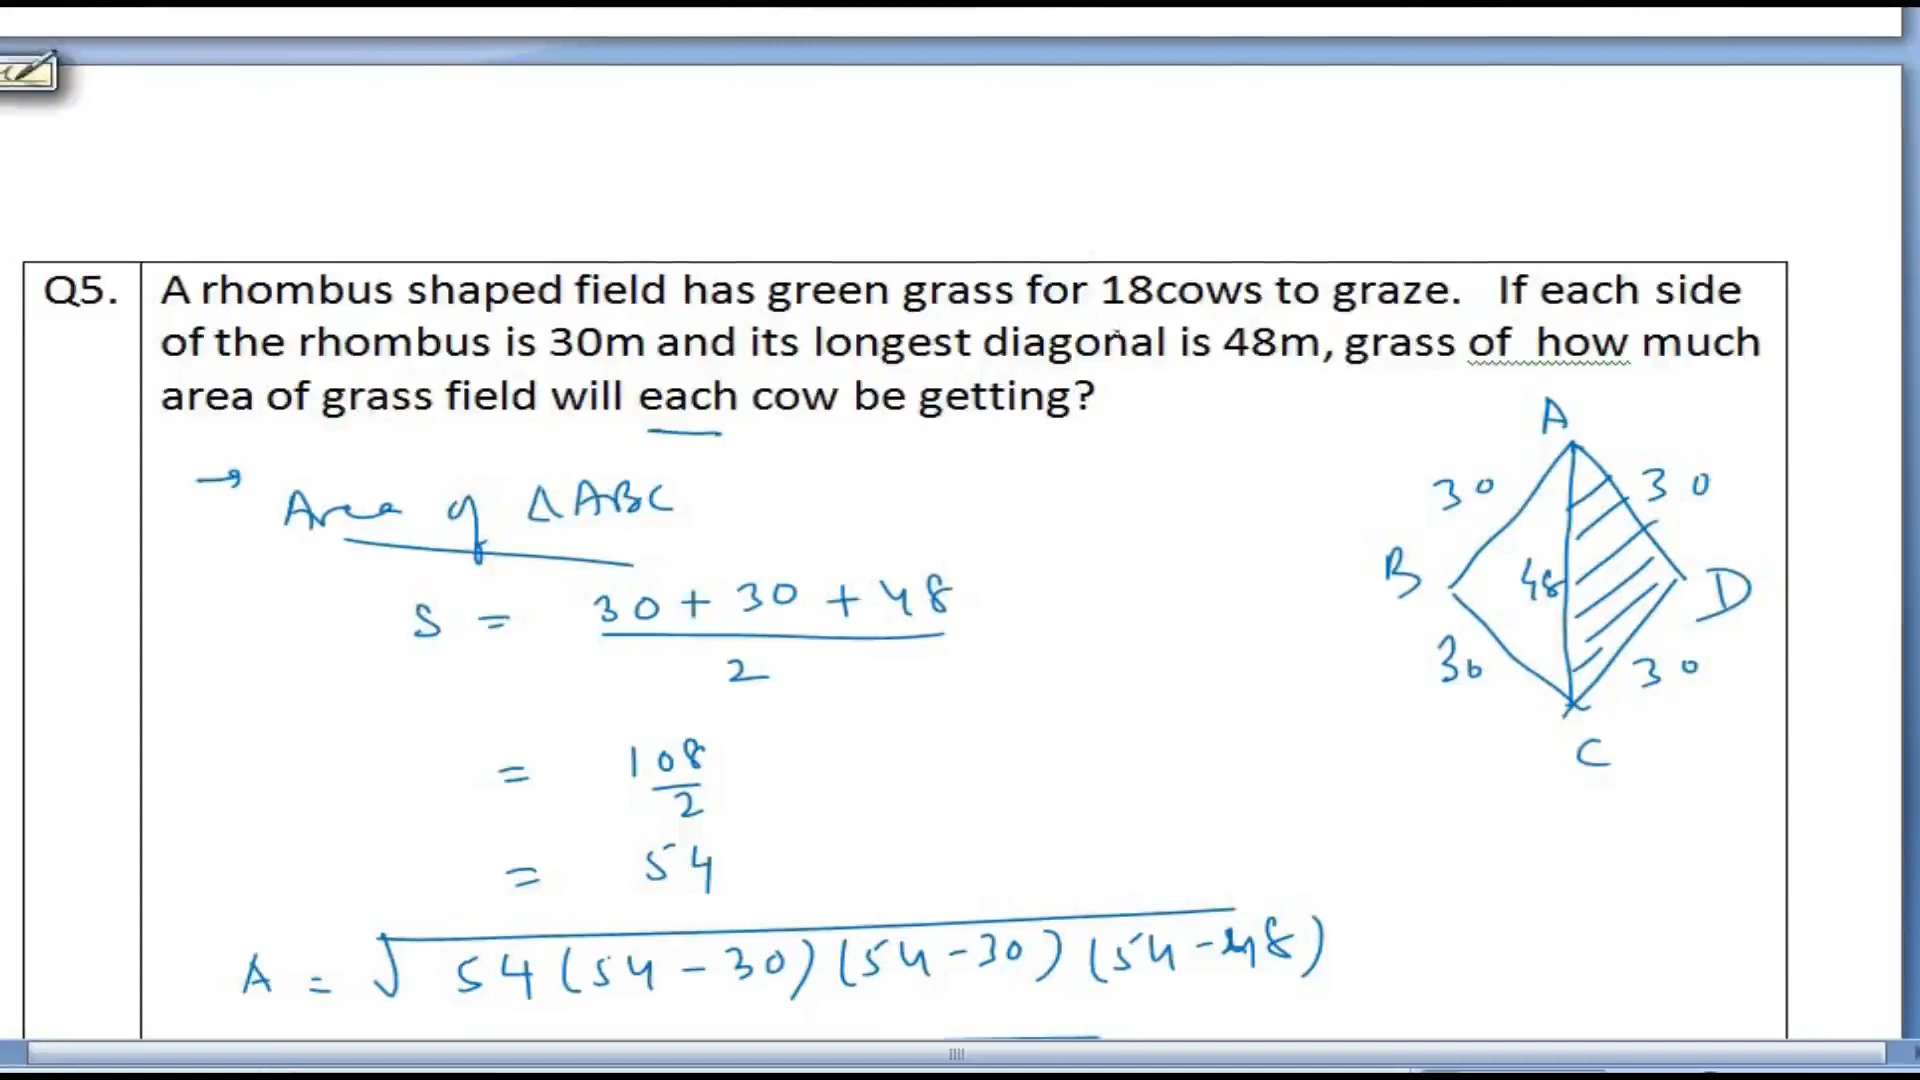 Q5. A rhombus shaped field has green grass for 18cows to graze. If each side
of the rhombus is 30m and its longest diagonal is 48m, grass of how much
area of grass field will each cow be getting?
A
30 30
B 48 D
30 30
C
→ Area of ΔABC
S = 30 + 30 + 48
2
= 108
2
= 54
A = √54(54-30)(54-30)(54-48)